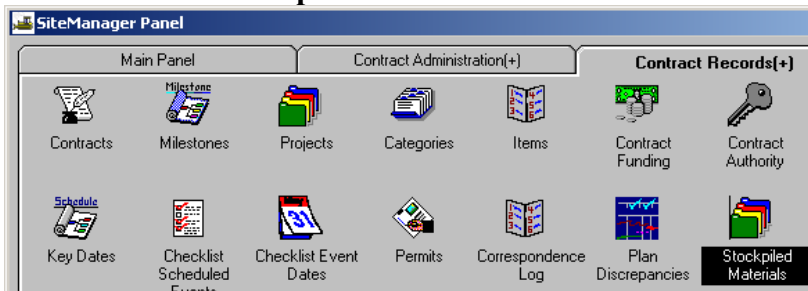 SiteManager Panel
Main Panel
Contract Administration(+)
Contract Records(+)
Milestone
Contracts
Milestones
Projects
Categories
Items
Contract
Funding
Contract
Authority
Schedule
31
Key Dates
Checklist
Scheduled
Events
Checklist Event
Dates
Permits
Correspondence
Log
Plan
Discrepancies
Stockpiled
Materials